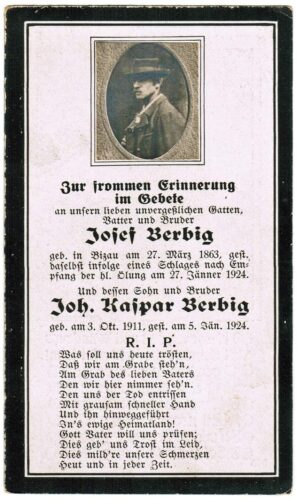 Zur frommen Erinnerung
im Gebete
an unsern lieben unvergeßlichen Gatten,
Vatter und Bruder
Josef Berbig
geb. in Bizau am 27. März 1863, gest.
daselbst infolge eines Schlages nach Em-
pfang der hl. Ölung am 27. Jänner 1924.
Und dessen Sohn und Bruder
Joh. Kaspar Berbig
geb. am 3. Okt. 1911, gest. am 5. Jän. 1924.
R. I. P.
Was soll uns heute trösten,
Daß wir am Grabe steh'n,
Am Grab des lieben Vaters
Den wir hier nimmer seh'n.
Den uns der Tod entrissen
Mit grausam schneller Hand
Und ihn hinweggeführt
In's ewige Heimatland!
Gott Vater will uns prüfen;
Dies geb' uns Trost im Leid,
Dies mild're unsere Schmerzen
Heut und in jeder Zeit.